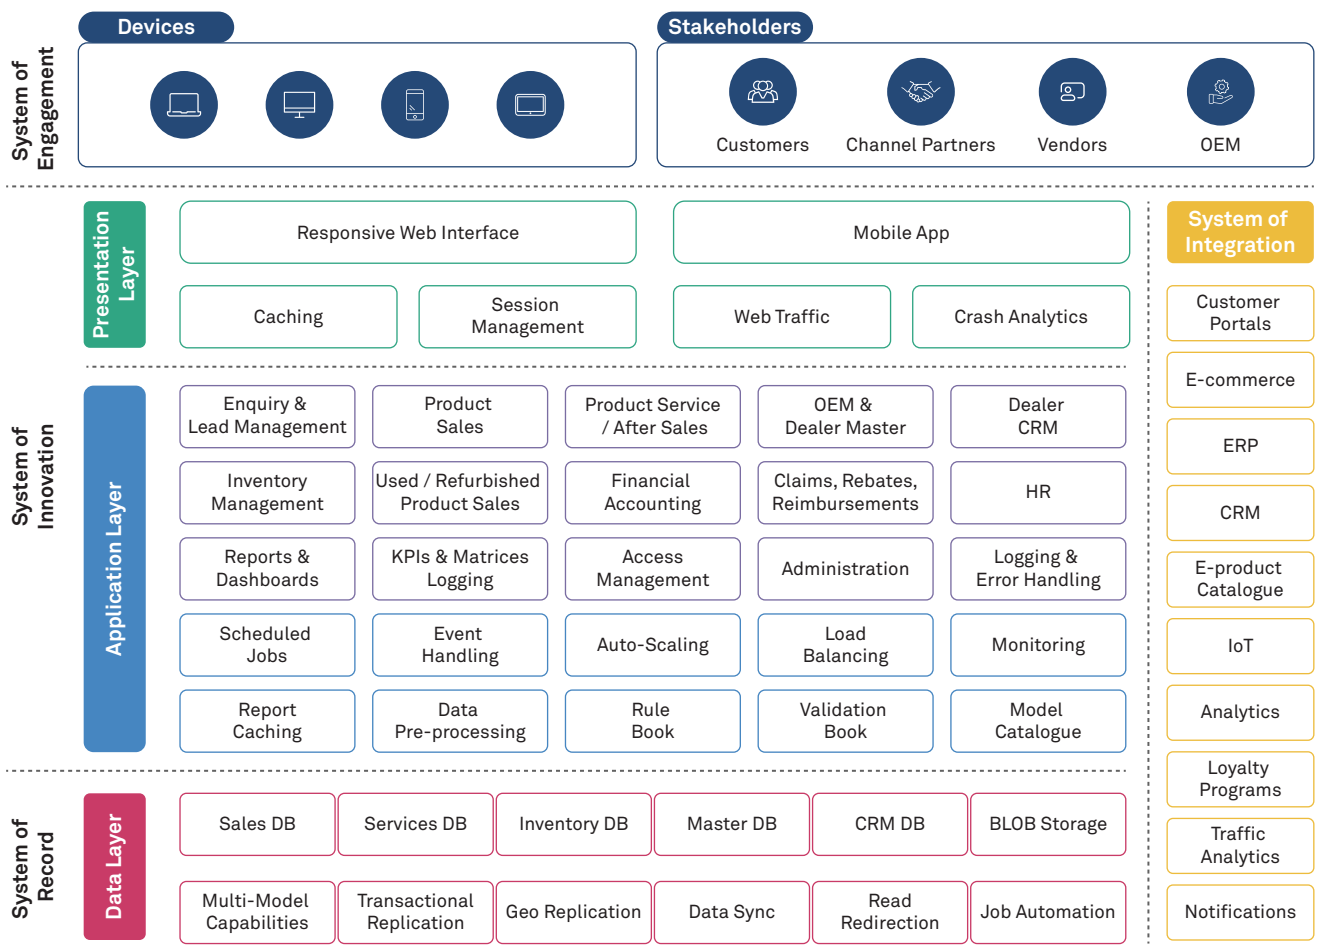 Devices
Stakeholders
System of
Engagement
Customers
Channel Partners
Vendors
OEM
System of
Innovation
Presentation
Layer
Responsive Web Interface
Mobile App
Caching
Session
Management
Web Traffic
Crash Analytics
Application Layer
Enquiry &
Lead Management
Product
Sales
Product Service
/ After Sales
OEM &
Dealer Master
Dealer
CRM
Inventory
Management
Used / Refurbished
Product Sales
Financial
Accounting
Claims, Rebates,
Reimbursements
HR
Reports &
Dashboards
KPIs & Matrices
Logging
Access
Management
Administration
Logging &
Error Handling
Scheduled
Jobs
Event
Handling
Auto-Scaling
Load
Balancing
Monitoring
Report
Caching
Data
Pre-processing
Rule
Book
Validation
Book
Model
Catalogue
System of
Record
Data Layer
Sales DB
Services DB
Inventory DB
Master DB
CRM DB
BLOB Storage
Multi-Model
Capabilities
Transactional
Replication
Geo Replication
Data Sync
Read
Redirection
Job Automation
System of
Integration
Customer
Portals
E-commerce
ERP
CRM
E-product
Catalogue
IoT
Analytics
Loyalty
Programs
Traffic
Analytics
Notifications